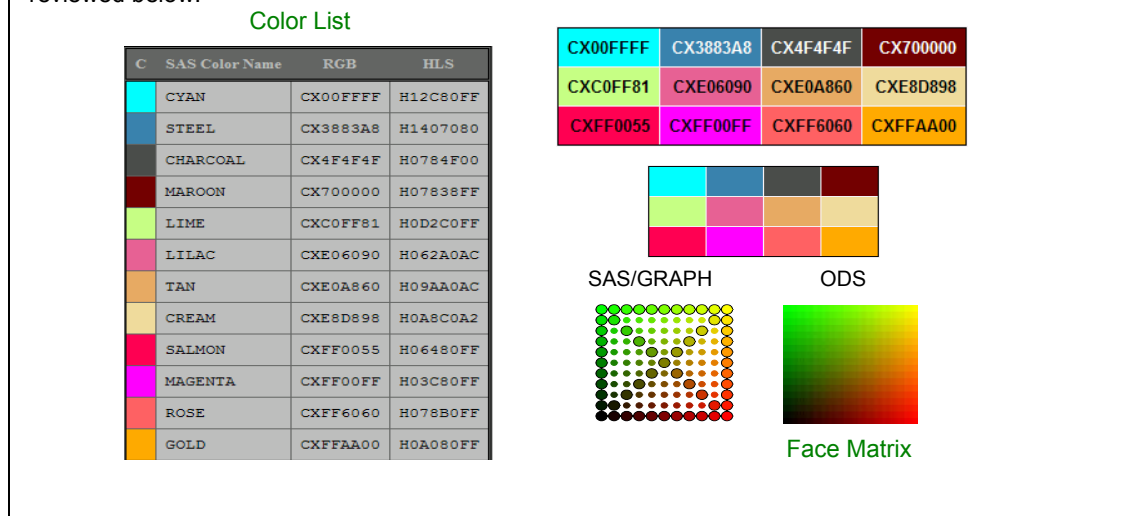 reviewed below.
Color List
C SAS Color Name RGB HLS
CYAN CX00FFFF H12C80FF
STEEL CX3883A8 H1407080
CHARCOAL CX4F4F4F H0784F00
MAROON CX700000 H07838FF
LIME CXC0FF81 H0D2C0FF
LILAC CXE06090 H062A0AC
TAN CXE0A860 H09AA0AC
CREAM CXE8D898 H0A8C0A2
SALMON CXFF0055 H06480FF
MAGENTA CXFF00FF H03C80FF
ROSE CXFF6060 H078B0FF
GOLD CXFFAA00 H0A080FF
CX00FFFF CX3883A8 CX4F4F4F CX700000
CXC0FF81 CXE06090 CXE0A860 CXE8D898
CXFF0055 CXFF00FF CXFF6060 CXFFAA00
SAS/GRAPH ODS
Face Matrix